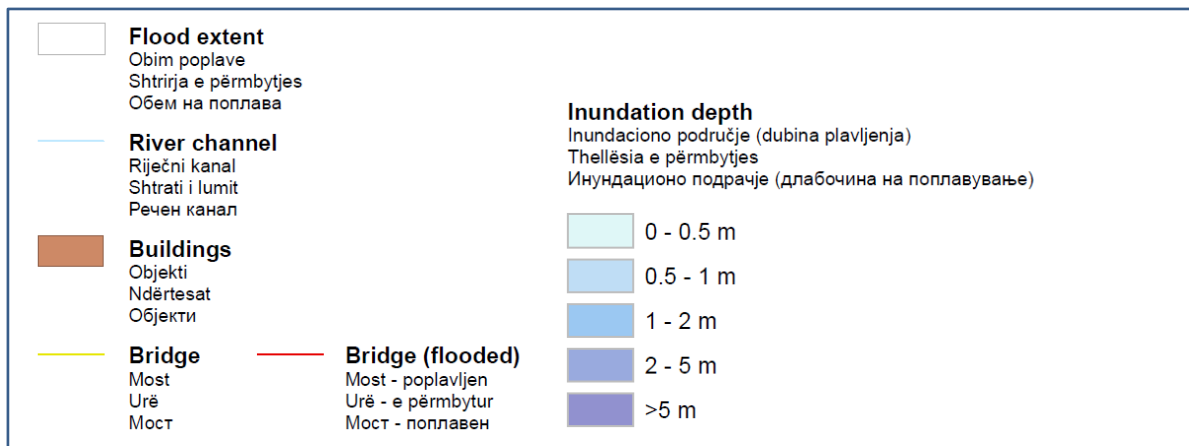 Flood extent
Obim poplave
Shtrirja e përmbytjes
Обем на поплава
River channel
Riječni kanal
Shtrati i lumit
Речен канал
Buildings
Objekti
Ndërtesat
Објекти
Bridge
Most
Urë
Мост
Bridge (flooded)
Most - poplavljen
Urë - e përmbytur
Мост - поплавен
Inundation depth
Inundaciono područje (dubina plavljenja)
Thellësia e përmbytjes
Инундационо подрачје (длабочина на поплавување)
0 - 0.5 m
0.5 - 1 m
1 - 2 m
2 - 5 m
>5 m